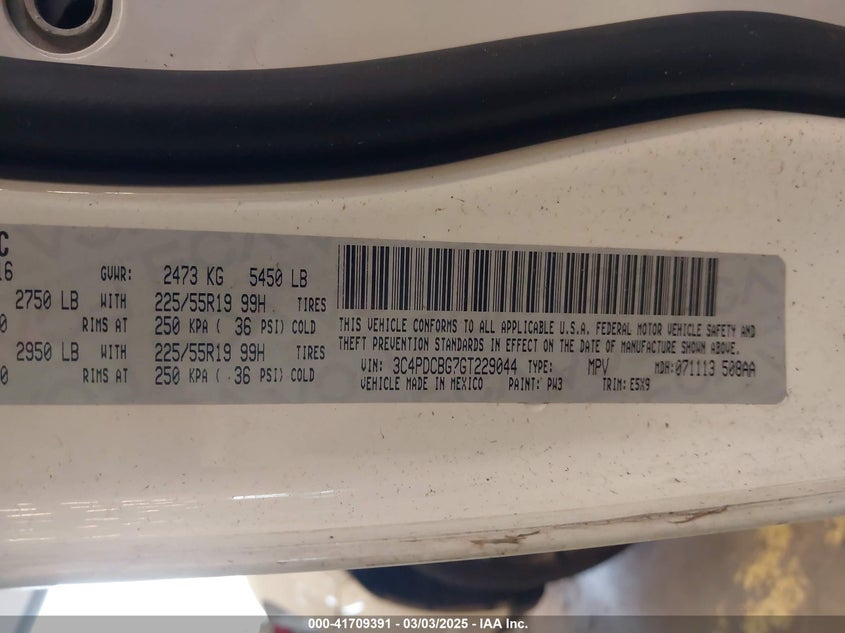 C
16 GVWR: 2473 KG 5450 LB
2750 LB WITH 225/55R19 99H TIRES
0 RIMS AT 250 KPA ( 36 PSI) COLD
2950 LB WITH 225/55R19 99H TIRES
0 RIMS AT 250 KPA ( 36 PSI) COLD
THIS VEHICLE CONFORMS TO ALL APPLICABLE U.S.A. FEDERAL MOTOR VEHICLE SAFETY AND
THEFT PREVENTION STANDARDS IN EFFECT ON THE DATE OF MANUFACTURE SHOWN ABOVE.
VIN: 3C4PDCBG7GT229044 TYPE: MPV MDH:071113 508AA
VEHICLE MADE IN MEXICO PAINT: PW3 TRIM: E5X9
000-41709391 - 03/03/2025 - IAA Inc.